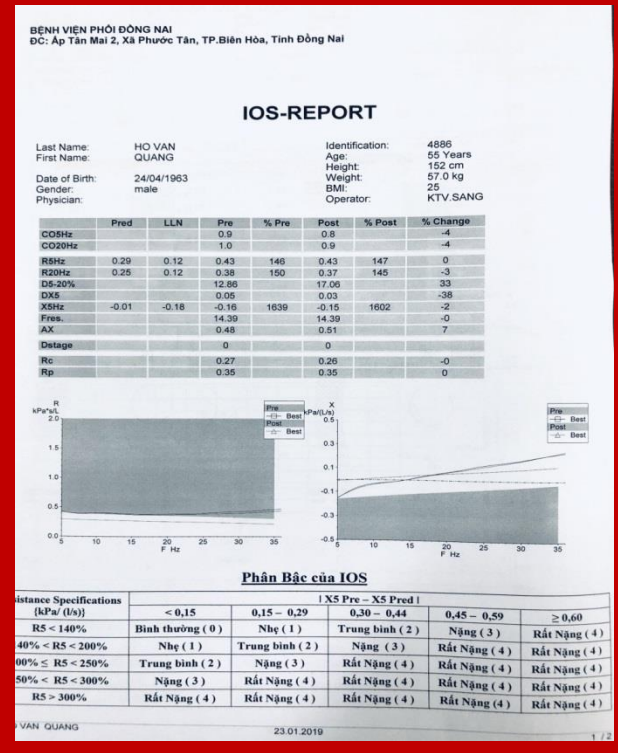 BỆNH VIỆN PHỔI ĐỒNG NAI
ĐC: Ấp Tân Mai 2, Xã Phước Tân, TP.Biên Hòa, Tỉnh Đồng Nai
IOS-REPORT
Last Name: HO VAN Identification: 4886
First Name: QUANG Age: 55 Years
Height: 152 cm
Date of Birth: 24/04/1963 Weight: 57.0 kg
Gender: male BMI: 25
Physician: Operator: KTV.SANG
Pred LLN Pre % Pre Post % Post % Change
CO5Hz 0.9 0.8 -4
CO20Hz 1.0 0.9 -4
R5Hz 0.29 0.12 0.43 146 0.43 147 0
R20Hz 0.25 0.12 0.38 150 0.37 145 -3
D5-20% 12.86 17.06 33
DX5 0.05 0.03 -38
X5Hz -0.01 -0.18 -0.16 1639 -0.15 1602 -2
Fres. 14.39 14.39 -0
AX 0.48 0.51 7
Dstage 0 0
Rc 0.27 0.26 -0
Rp 0.35 0.35 0
R
kPa*s/L
Pre
Best
Post
Best
2.0
1.5
1.0
0.5
0.0
5 10 15 20 25 30 35
F Hz
X
kPa/(L/s)
Pre
Best
Post
Best
0.5
0.3
0.1
-0.1
-0.3
-0.5
5 10 15 20 25 30 35
F Hz
Phân Bậc của IOS
istance Specifications | X5 Pre – X5 Pred |
{kPa/ (l/s)} < 0,15 0,15 – 0,29 0,30 – 0,44 0,45 – 0,59 ≥ 0,60
R5 < 140% Bình thường ( 0 ) Nhẹ ( 1 ) Trung bình ( 2 ) Nặng ( 3 ) Rất Nặng ( 4 )
40% < R5 < 200% Nhẹ ( 1 ) Trung bình ( 2 ) Nặng ( 3 ) Rất Nặng ( 4 ) Rất Nặng ( 4 )
00% ≤ R5 < 250% Trung bình ( 2 ) Nặng ( 3 ) Rất Nặng ( 4 ) Rất Nặng ( 4 ) Rất Nặng ( 4 )
50% < R5 < 300% Nặng ( 3 ) Rất Nặng ( 4 ) Rất Nặng ( 4 ) Rất Nặng ( 4 ) Rất Nặng ( 4 )
R5 > 300% Rất Nặng ( 4 ) Rất Nặng ( 4 ) Rất Nặng ( 4 ) Rất Nặng ( 4 ) Rất Nặng ( 4 )
VAN QUANG 23.01.2019 1 / 2